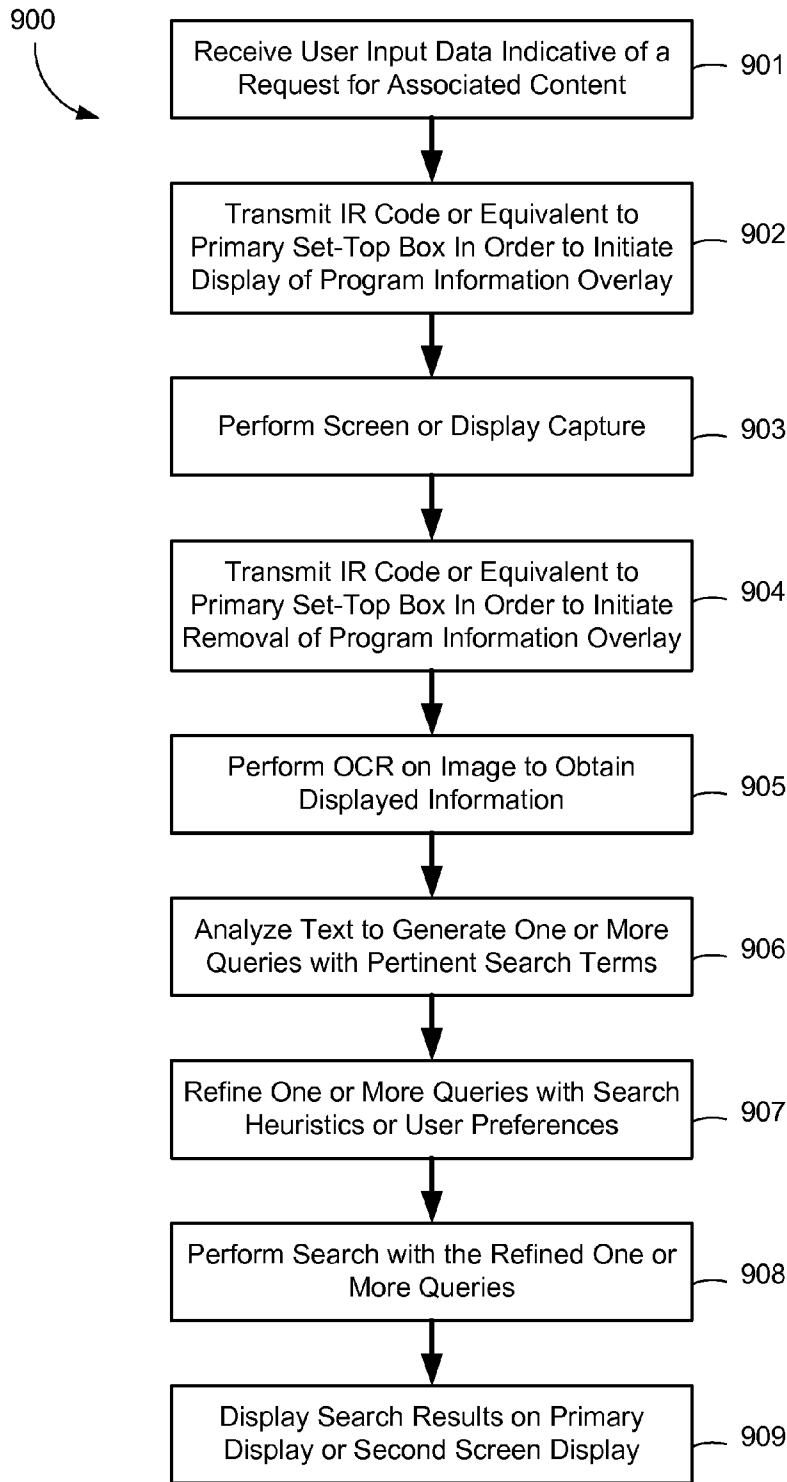 900
Receive User Input Data Indicative of a
Request for Associated Content
901
Transmit IR Code or Equivalent to
Primary Set-Top Box In Order to Initiate
Display of Program Information Overlay
902
Perform Screen or Display Capture
903
Transmit IR Code or Equivalent to
Primary Set-Top Box In Order to Initiate
Removal of Program Information Overlay
904
Perform OCR on Image to Obtain
Displayed Information
905
Analyze Text to Generate One or More
Queries with Pertinent Search Terms
906
Refine One or More Queries with Search
Heuristics or User Preferences
907
Perform Search with the Refined One or
More Queries
908
Display Search Results on Primary
Display or Second Screen Display
909